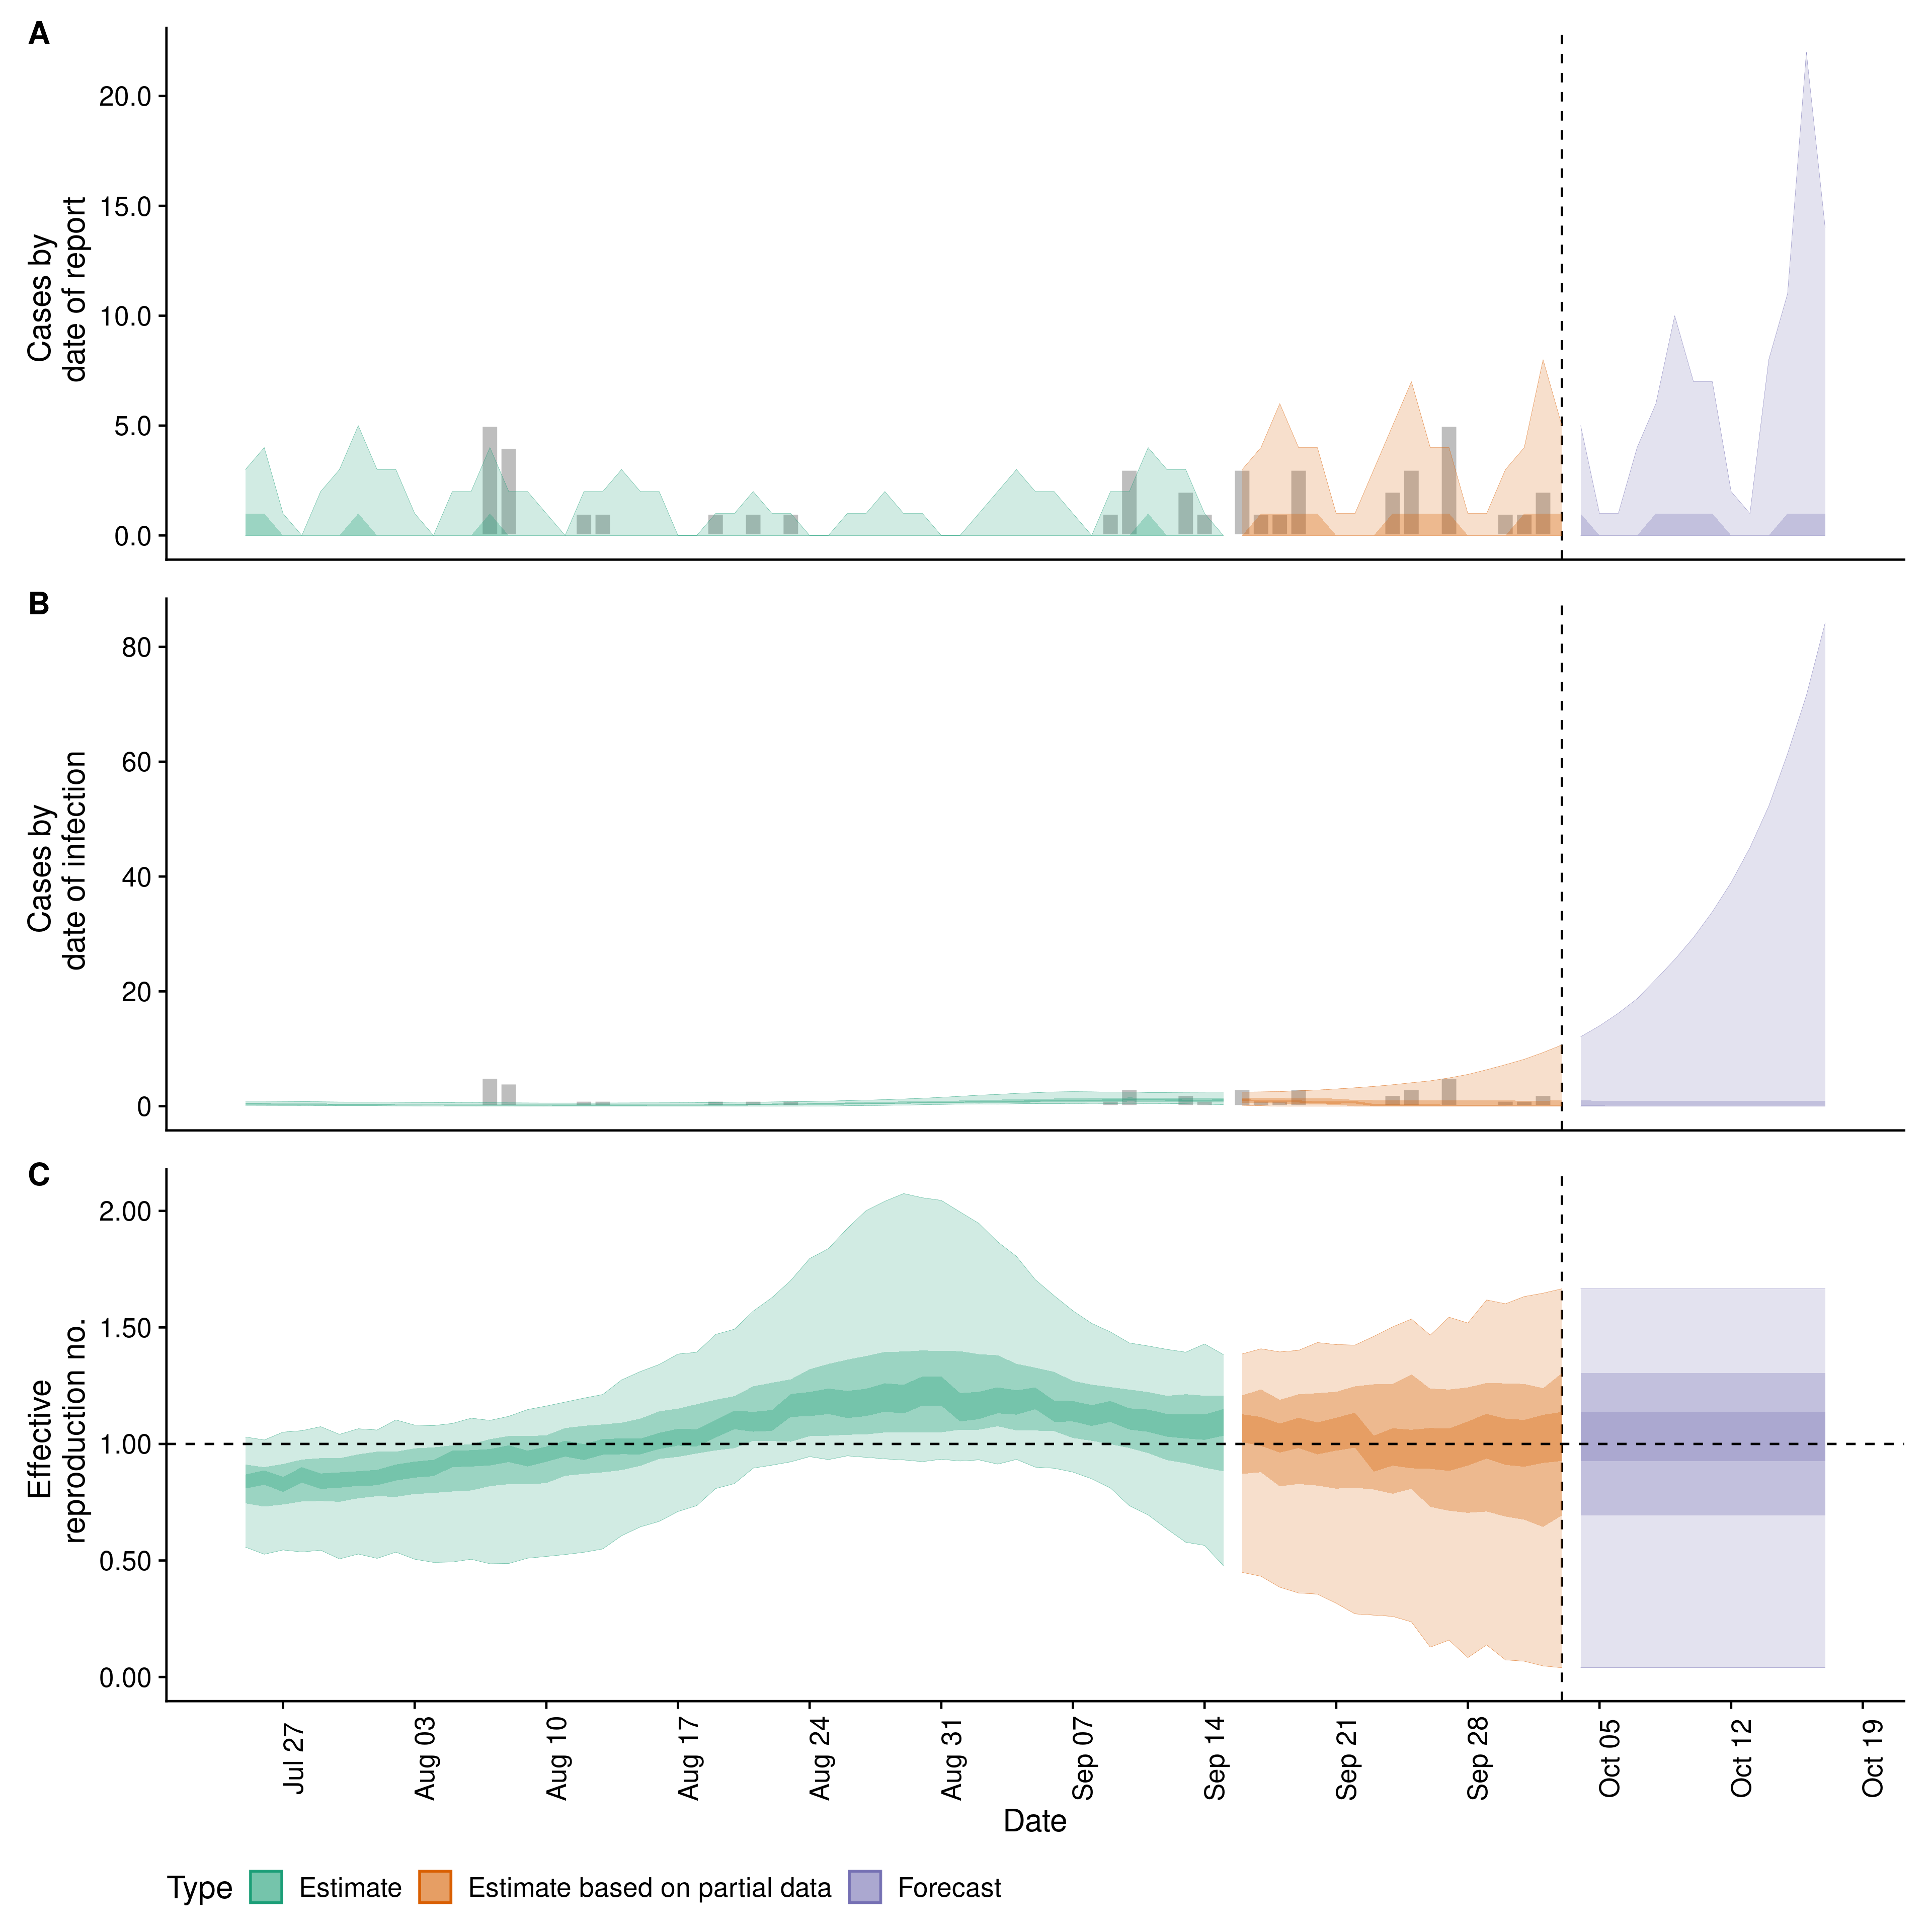 A
Cases by
date of report
20.0
15.0
10.0
5.0
0.0
B
Cases by
date of infection
80
60
40
20
0
C
Effective
reproduction no.
2.00
1.50
1.00
0.50
0.00
Jul 27
Aug 03
Aug 10
Aug 17
Aug 24
Aug 31
Sep 07
Sep 14
Sep 21
Sep 28
Oct 05
Oct 12
Oct 19
Date
Type Estimate Estimate based on partial data Forecast